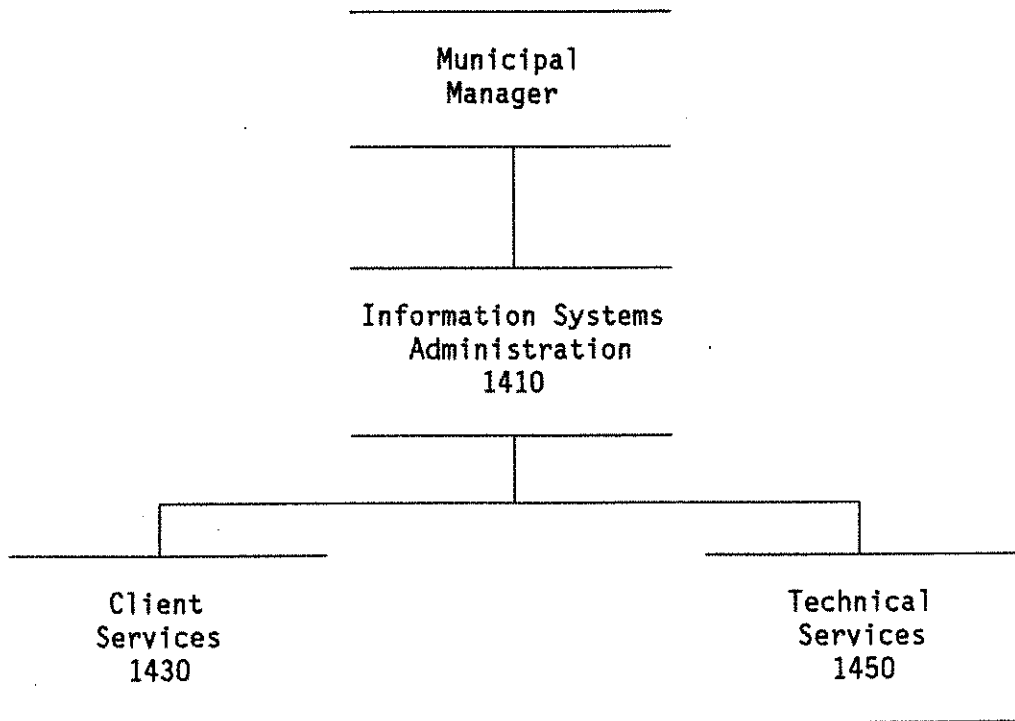 Municipal
Manager
Information Systems
Administration
1410
Client
Services
1430
Technical
Services
1450